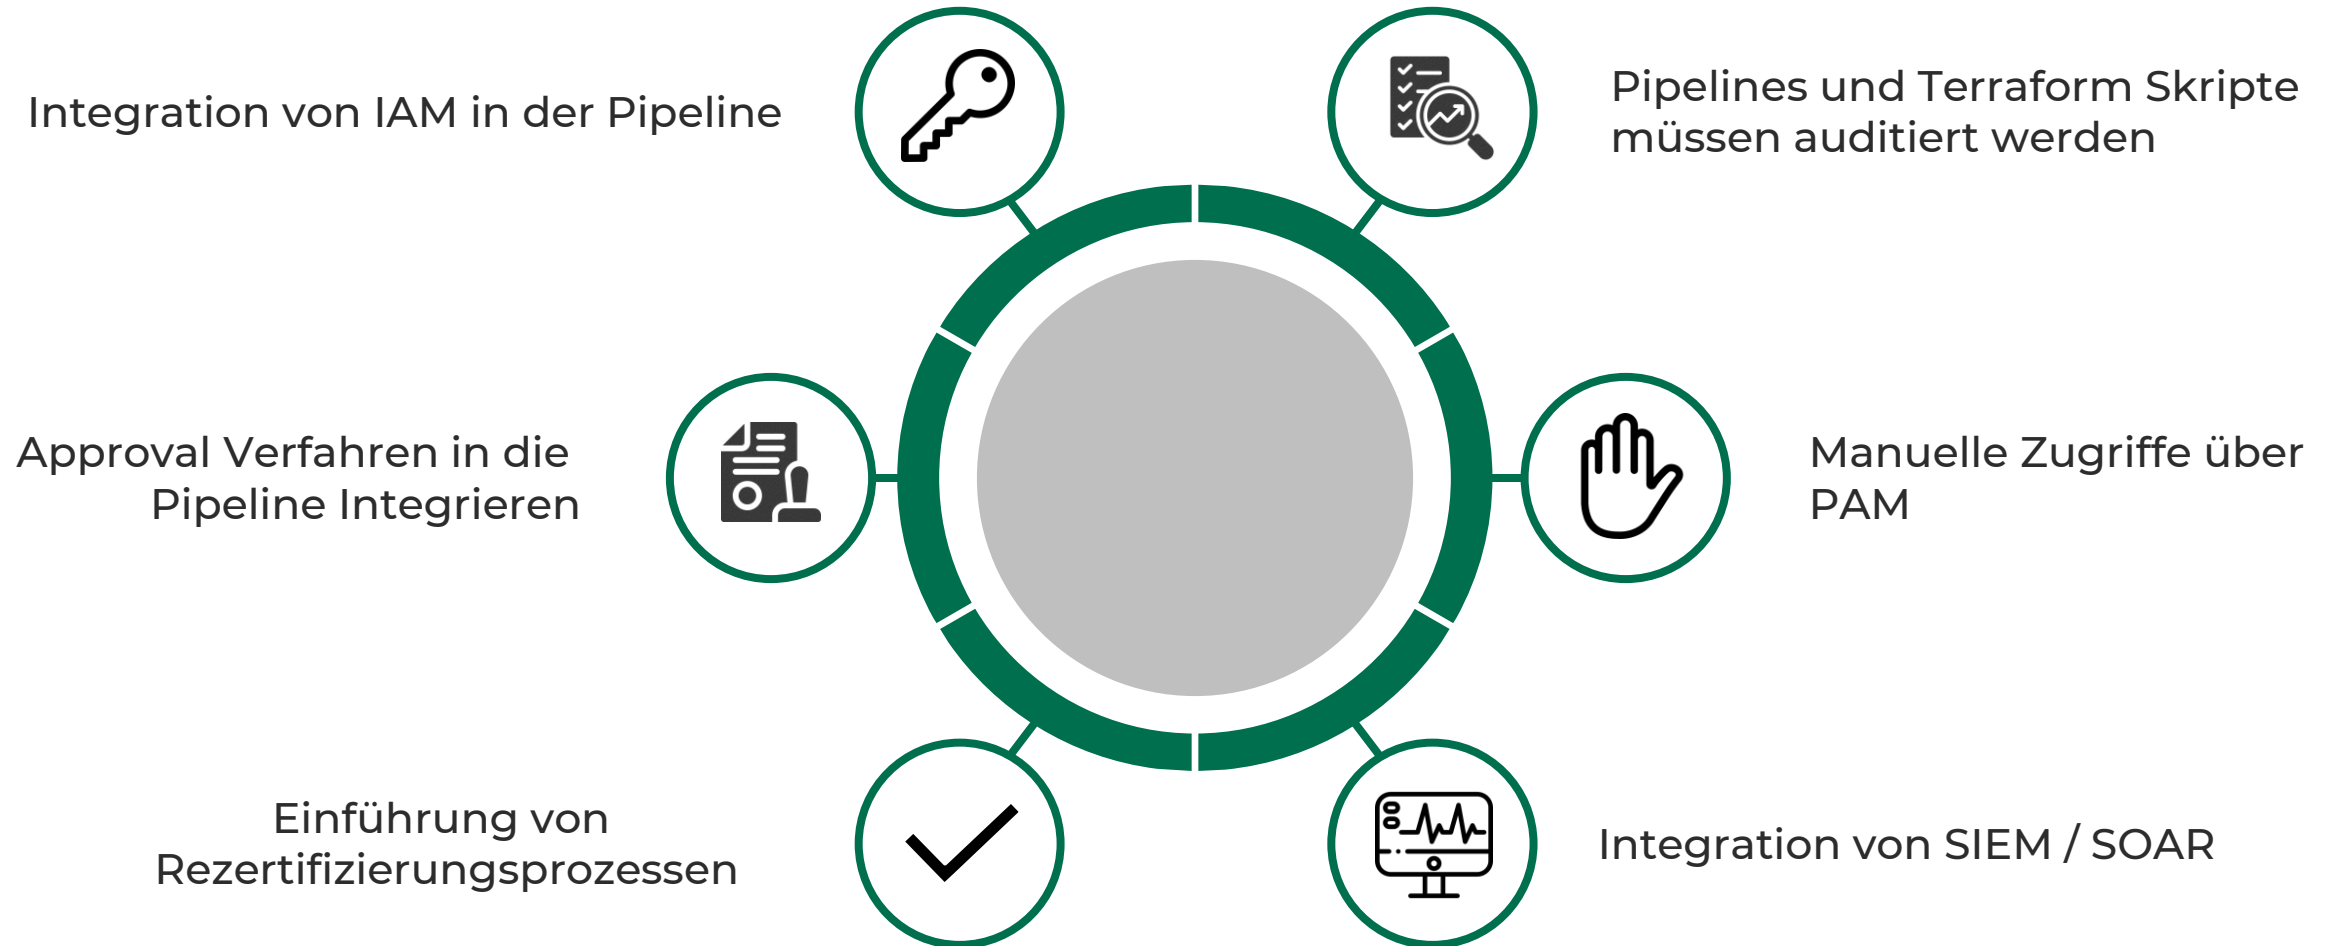 Integration von IAM in der Pipeline
Pipelines und Terraform Skripte
müssen auditiert werden
Approval Verfahren in die
Pipeline Integrieren
Manuelle Zugriffe über
PAM
Einführung von
Rezertifizierungsprozessen
Integration von SIEM / SOAR